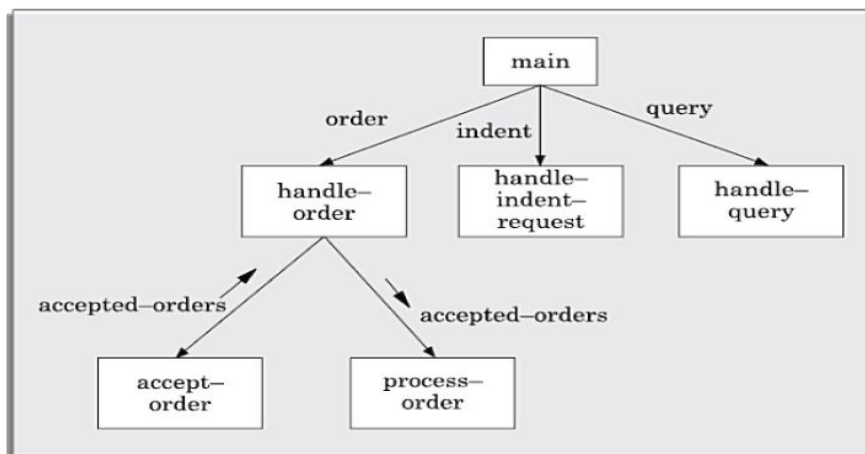 main
order
indent
query
handle–
order
handle–
indent–
request
handle–
query
accepted–orders
accepted–orders
accept–
order
process–
order